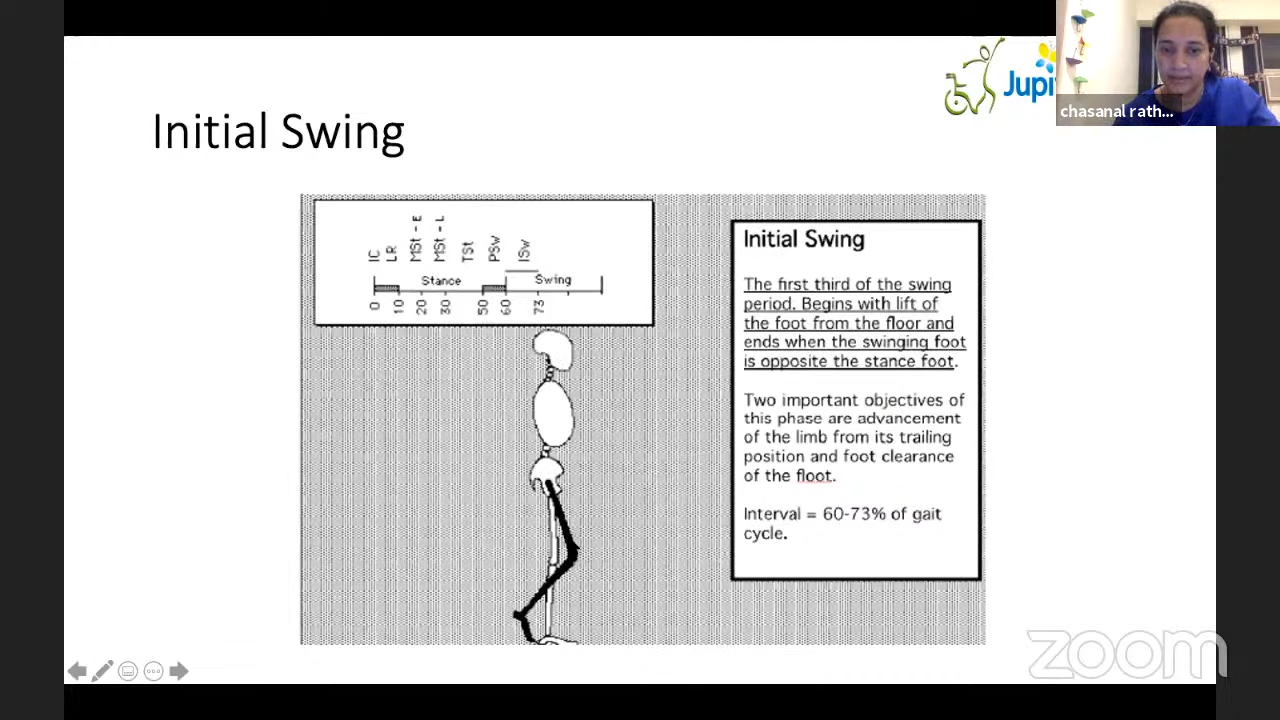 Jupi
chasanal rath...
Initial Swing
IC
LR
MSt - E
MSt - L
TSt
PSw
ISw
Stance
Swing
0
10
20
30
50
60
73
Initial Swing
The first third of the swing
period. Begins with lift of
the foot from the floor and
ends when the swinging foot
is opposite the stance foot.
Two important objectives of
this phase are advancement
of the limb from its trailing
position and foot clearance
of the floot.
Interval = 60-73% of gait
cycle.
zoom